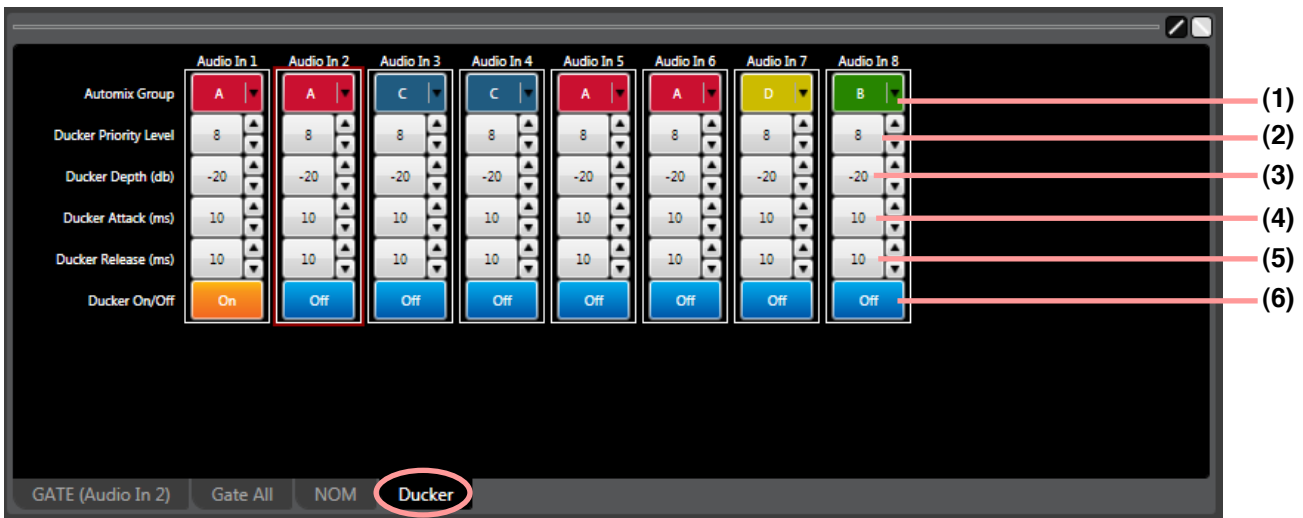 Audio In 1 Audio In 2 Audio In 3 Audio In 4 Audio In 5 Audio In 6 Audio In 7 Audio In 8
Automix Group A A C C A A D B (1)
Ducker Priority Level 8 8 8 8 8 8 8 8 (2)
Ducker Depth (db) -20 -20 -20 -20 -20 -20 -20 -20 (3)
Ducker Attack (ms) 10 10 10 10 10 10 10 10 (4)
Ducker Release (ms) 10 10 10 10 10 10 10 10 (5)
Ducker On/Off On Off Off Off Off Off Off Off (6)
GATE (Audio In 2) Gate All NOM Ducker